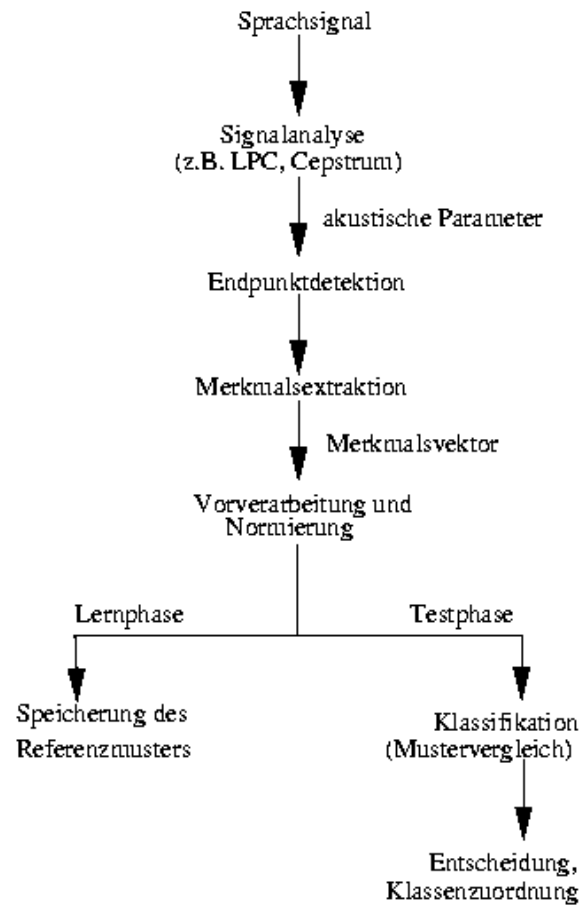 Sprachsignal
Signalanalyse
(z.B. LPC, Cepstrum)
akustische Parameter
Endpunktdetektion
Merkmalsextraktion
Merkmalsvektor
Vorverarbeitung und
Normierung
Lernphase
Testphase
Speicherung des
Referenzmusters
Klassifikation
(Mustervergleich)
Entscheidung,
Klassenzuordnung